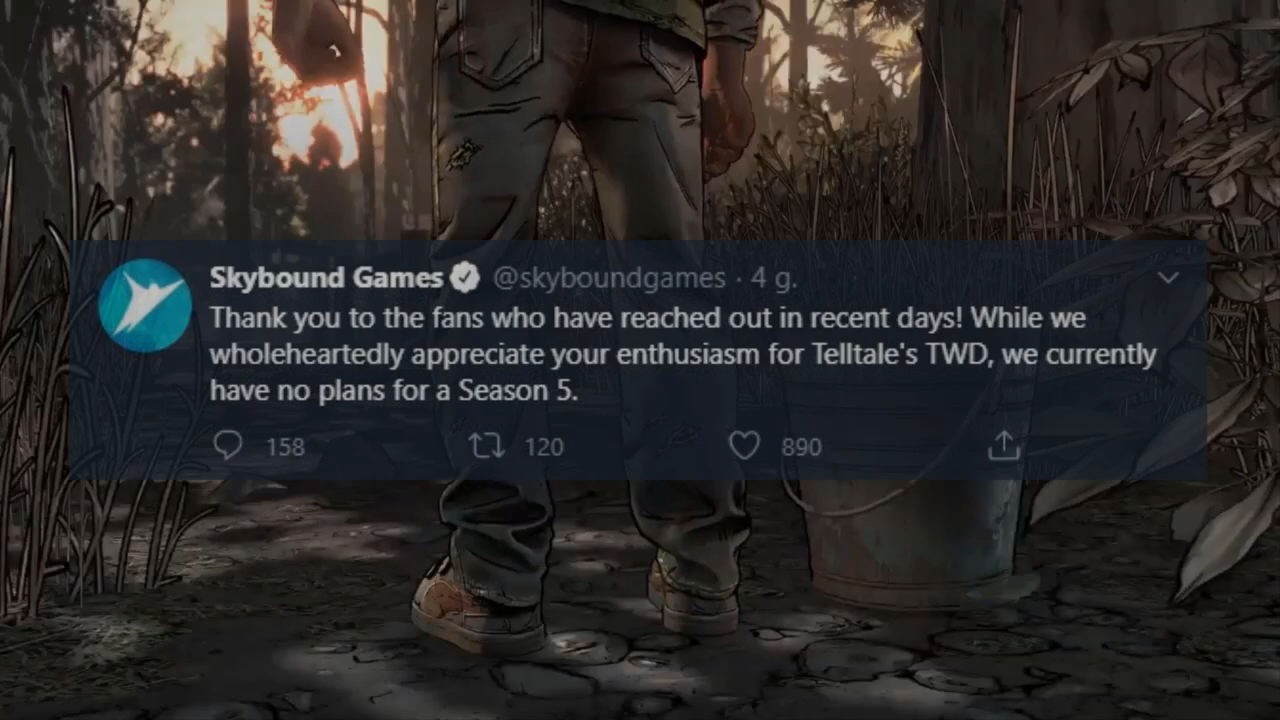 Skybound Games @skyboundgames · 4 g.
Thank you to the fans who have reached out in recent days! While we
wholeheartedly appreciate your enthusiasm for Telltale's TWD, we currently
have no plans for a Season 5.
158 120 890